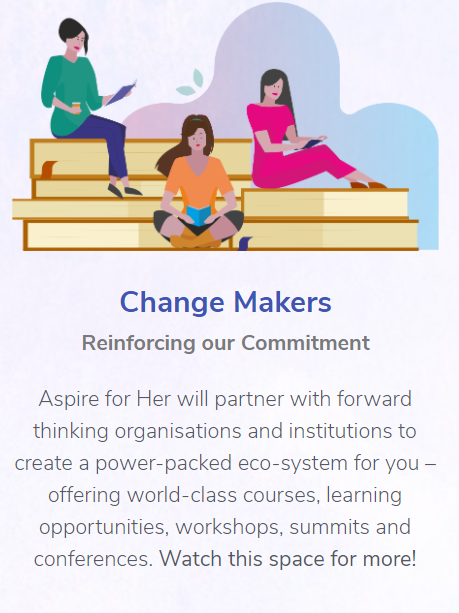 Change Makers
Reinforcing our Commitment
Aspire for Her will partner with forward
thinking organisations and institutions to
create a power-packed eco-system for you –
offering world-class courses, learning
opportunities, workshops, summits and
conferences. Watch this space for more!